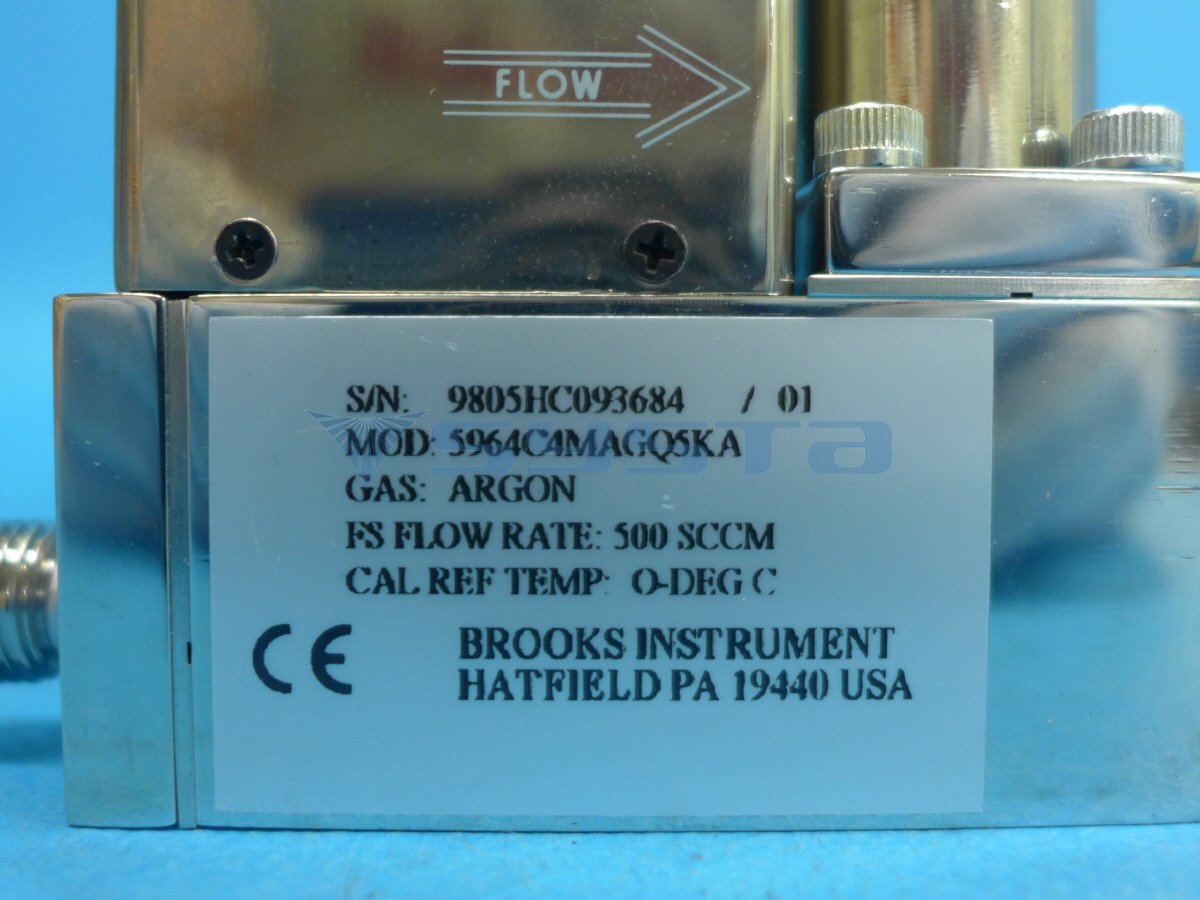 FLOW
S/N: 9805HC093684 / 01
MOD: 5964C4MAGQ5KA
SYSTA
GAS: ARGON
FS FLOW RATE: 500 SCCM
CAL REF TEMP: O-DEG C
CE
BROOKS INSTRUMENT
HATFIELD PA 19440 USA